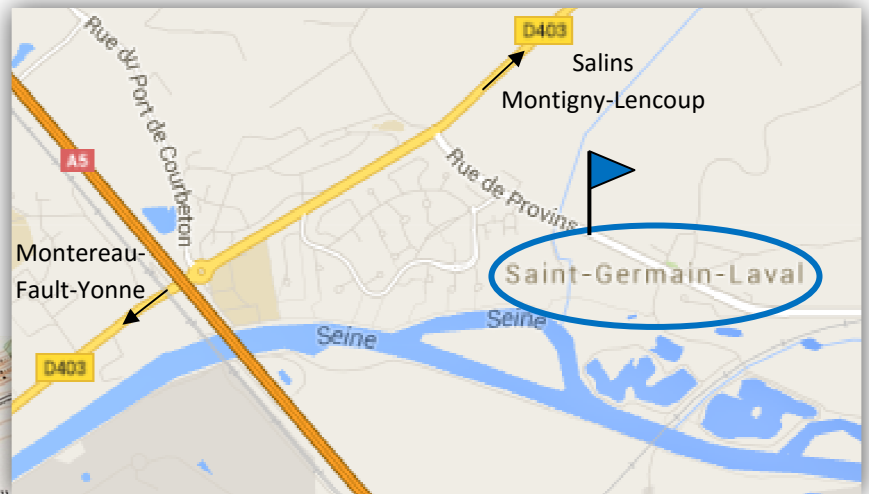 D403
Salins
Montigny-Lencoup
Rue du Port de Courbeton
A5
Rue de Provins
Montereau-
Fault-Yonne
Saint-Germain-Laval
Seine
Seine
D403